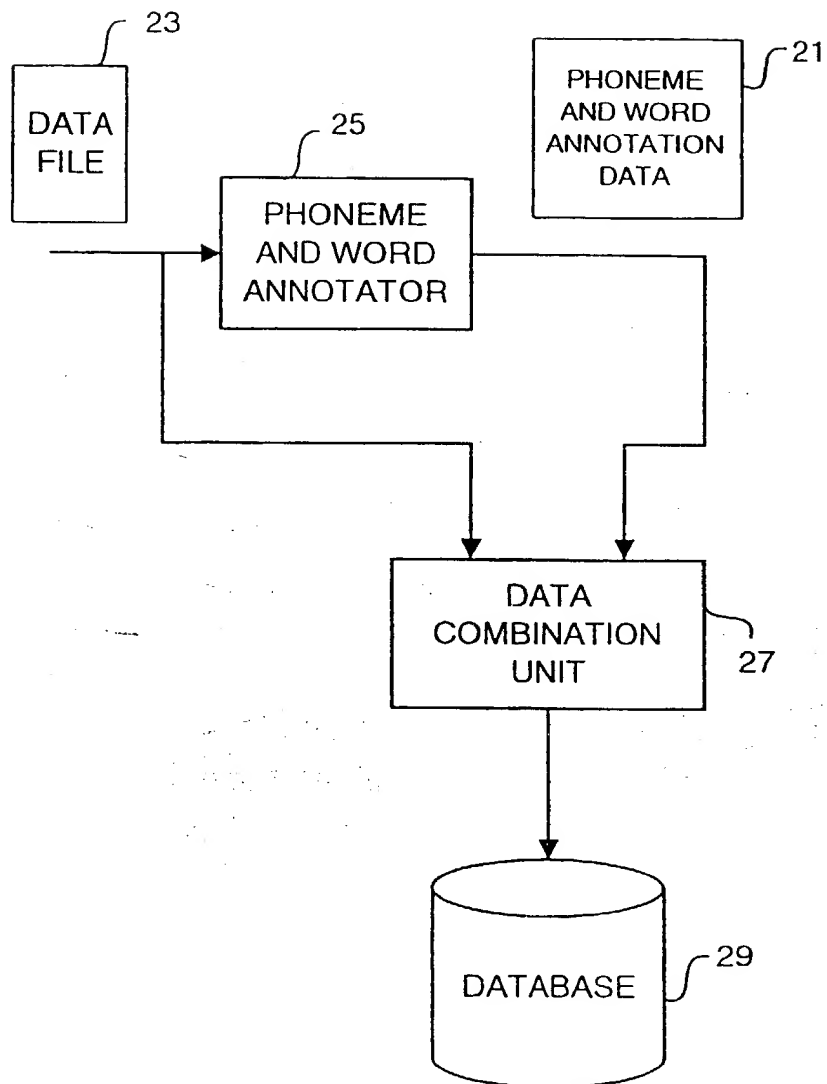 23
DATA
FILE
21
PHONEME
AND WORD
ANNOTATION
DATA
25
PHONEME
AND WORD
ANNOTATOR
DATA
COMBINATION
UNIT
27
DATABASE
29